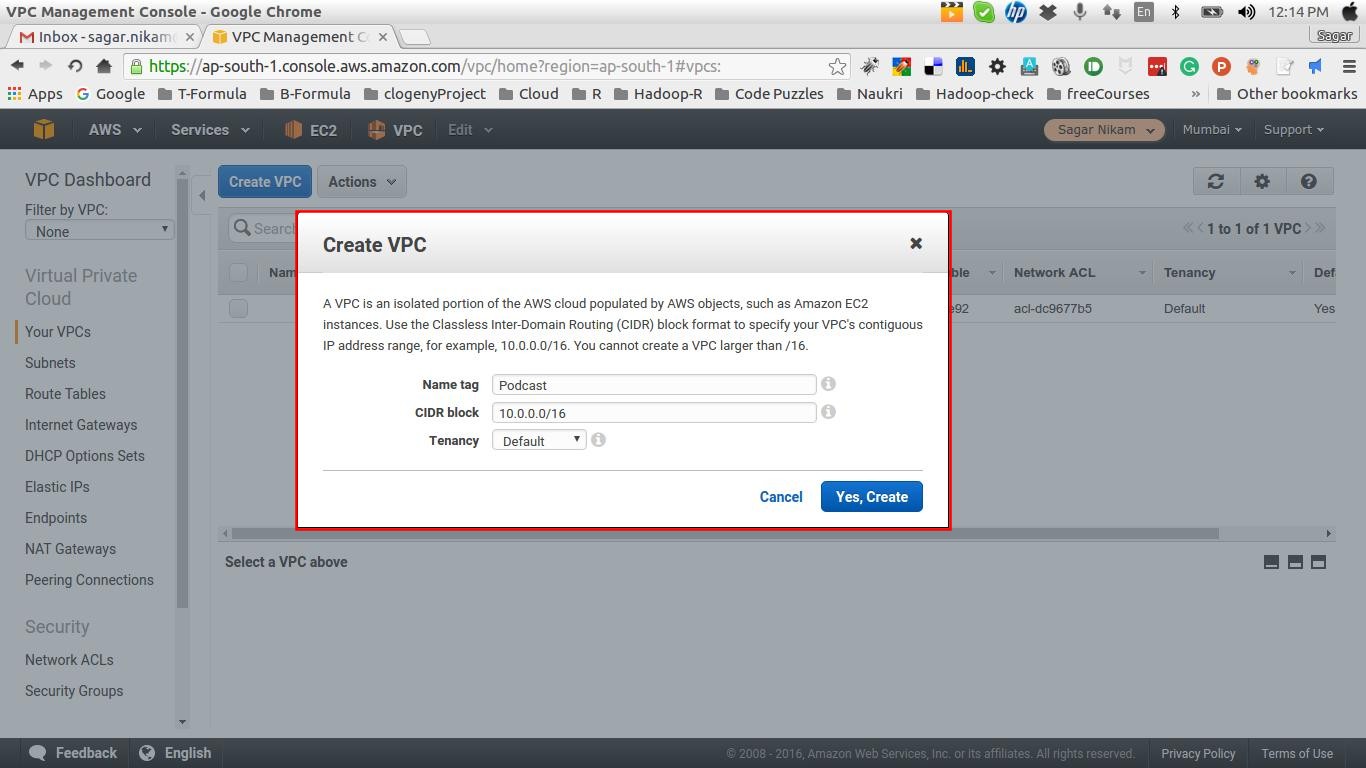 VPC Management Console - Google Chrome
En
12:14 PM
Inbox - sagar.nikam
VPC Management C
Sagar
https://ap-south-1.console.aws.amazon.com/vpc/home?region=ap-south-1#vpcs:
Apps Google T-Formula B-Formula clogenyProject Cloud R Hadoop-R Code Puzzles Naukri Hadoop-check freeCourses » Other bookmarks
AWS Services EC2 VPC Edit Sagar Nikam Mumbai Support
VPC Dashboard
Filter by VPC:
None
Virtual Private
Cloud
Your VPCs
Subnets
Route Tables
Internet Gateways
DHCP Options Sets
Elastic IPs
Endpoints
NAT Gateways
Peering Connections
Security
Network ACLs
Security Groups
Create VPC Actions
Search 1 to 1 of 1 VPC
Nam ble Network ACL Tenancy Def
e92 acl-dc9677b5 Default Yes
Create VPC
A VPC is an isolated portion of the AWS cloud populated by AWS objects, such as Amazon EC2
instances. Use the Classless Inter-Domain Routing (CIDR) block format to specify your VPC's contiguous
IP address range, for example, 10.0.0.0/16. You cannot create a VPC larger than /16.
Name tag Podcast
CIDR block 10.0.0.0/16
Tenancy Default
Cancel Yes, Create
Select a VPC above
Feedback English © 2008 - 2016, Amazon Web Services, Inc. or its affiliates. All rights reserved. Privacy Policy Terms of Use